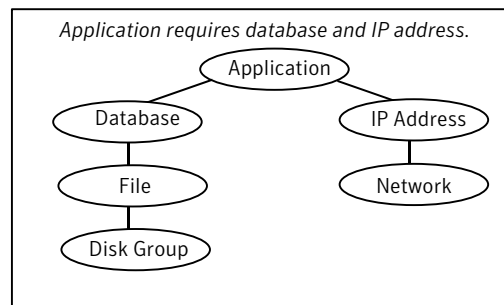 Application requires database and IP address.
Application
Database
IP Address
File
Network
Disk Group